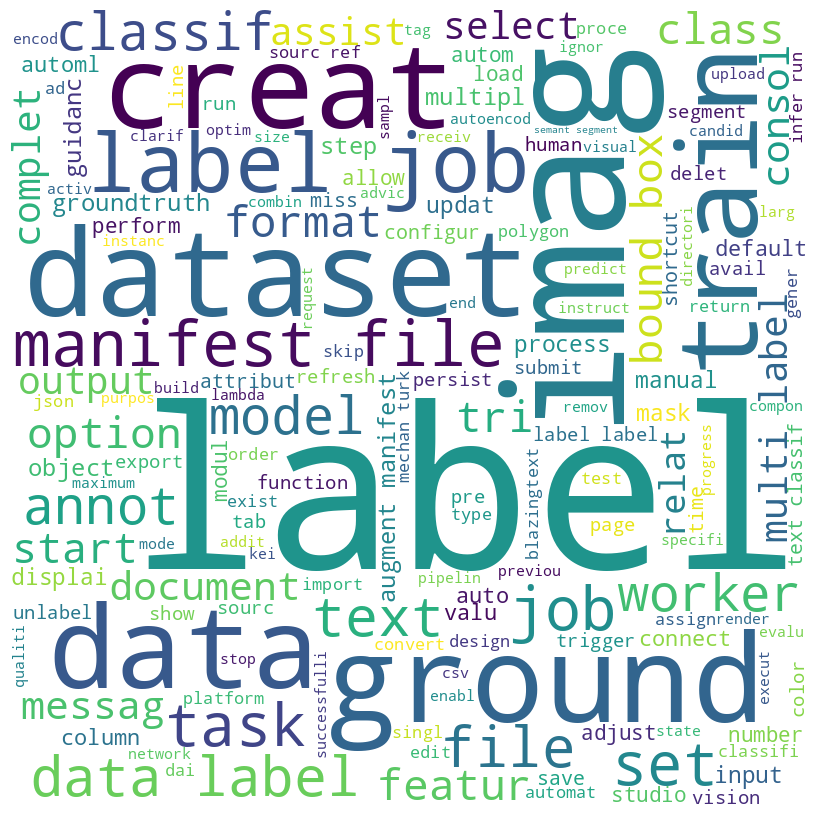 encod
classif
assist
tag
select
proce
class
ad
automl
sourc ref
creat
autom
ignor
imag
train
consol
upload
infer run
line
run
load
multipl
sampl
autoencod
segment
candid
semant segment
complet
guidanc
clarif
optim
size
step
receiv
human
visual
delet
label job
activ
groundtruth
combin
miss
allow
advic
updat
bound box
shortcut
directori
larg
perform
instanc
format
configur
polygon
default
avail
gener
dataset
request
end
predict
instruct
return
multi label
manifest file
skip
process
submit
manual
output
build
attribut
refresh
persist
json
purpos
lambda
model
tri
remov
mask
compon
option
mechan turk
label label
relat
object
export
modul
order
function
augment manifest
blazingtext
time
progress
text classif
maximum
label
annot
exist
tab
pre
type
test
page
start
mode
addit
kei
specifi
displai
document
import
pipelin
previou
auto
valu
worker
unlabel
show
sourc
text
job
assign
render
qualiti
data
stop
successfulli
convert
design
trigger
connect
evalu
ground
messag
platform
task
csv
enabl
execut
color
column
network
dai
singl
edit
file
adjust
state
number
classifi
data label
featur
save
automat
set
studio
input
vision